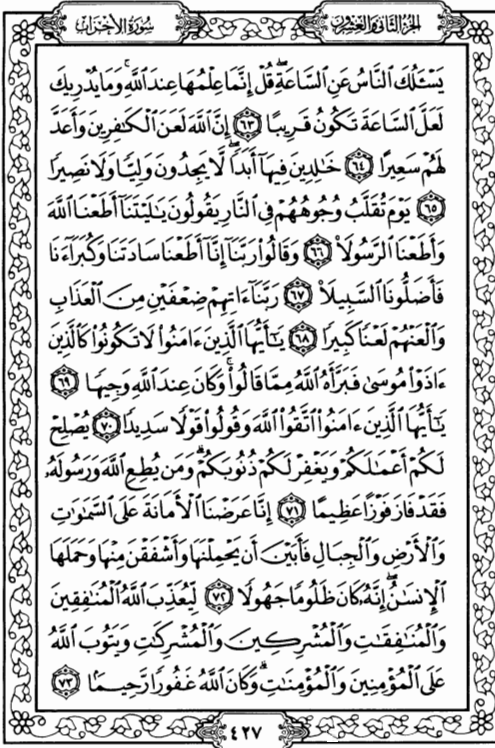 الجزء الثاني والعشرون
سورة الأحزاب
يَسْـَٔلُكَ ٱلنَّاسُ عَنِ ٱلسَّاعَةِۖ قُلْ إِنَّمَا عِلْمُهَا عِندَ ٱللَّهِۚ وَمَا يُدْرِيكَ
لَعَلَّ ٱلسَّاعَةَ تَكُونُ قَرِيبًا ٦٣ إِنَّ ٱللَّهَ لَعَنَ ٱلْكَٰفِرِينَ وَأَعَدَّ
لَهُمْ سَعِيرًا ٦٤ خَٰلِدِينَ فِيهَآ أَبَدًاۖ لَّا يَجِدُونَ وَلِيًّا وَلَا نَصِيرًا
٦٥ يَوْمَ تُقَلَّبُ وُجُوهُهُمْ فِى ٱلنَّارِ يَقُولُونَ يَٰلَيْتَنَآ أَطَعْنَا ٱللَّهَ
وَأَطَعْنَا ٱلرَّسُولَا۠ ٦٦ وَقَالُوا۟ رَبَّنَآ إِنَّآ أَطَعْنَا سَادَتَنَا وَكُبَرَآءَنَا
فَأَضَلُّونَا ٱلسَّبِيلَا۠ ٦٧ رَبَّنَآ ءَاتِهِمْ ضِعْفَيْنِ مِنَ ٱلْعَذَابِ
وَٱلْعَنْهُمْ لَعْنًا كَبِيرًا ٦٨ يَٰٓأَيُّهَا ٱلَّذِينَ ءَامَنُوا۟ لَا تَكُونُوا۟ كَٱلَّذِينَ
ءَاذَوْا۟ مُوسَىٰ فَبَرَّأَهُ ٱللَّهُ مِمَّا قَالُوا۟ۚ وَكَانَ عِندَ ٱللَّهِ وَجِيهًا ٦٩
يَٰٓأَيُّهَا ٱلَّذِينَ ءَامَنُوا۟ ٱتَّقُوا۟ ٱللَّهَ وَقُولُوا۟ قَوْلًا سَدِيدًا ٧٠ يُصْلِحْ
لَكُمْ أَعْمَٰلَكُمْ وَيَغْفِرْ لَكُمْ ذُنُوبَكُمْۗ وَمَن يُطِعِ ٱللَّهَ وَرَسُولَهُۥ
فَقَدْ فَازَ فَوْزًا عَظِيمًا ٧١ إِنَّا عَرَضْنَا ٱلْأَمَانَةَ عَلَى ٱلسَّمَٰوَٰتِ
وَٱلْأَرْضِ وَٱلْجِبَالِ فَأَبَيْنَ أَن يَحْمِلْنَهَا وَأَشْفَقْنَ مِنْهَا وَحَمَلَهَا
ٱلْإِنسَٰنُۖ إِنَّهُۥ كَانَ ظَلُومًا جَهُولًا ٧٢ لِّيُعَذِّبَ ٱللَّهُ ٱلْمُنَٰفِقِينَ
وَٱلْمُنَٰفِقَٰتِ وَٱلْمُشْرِكِينَ وَٱلْمُشْرِكَٰتِ وَيَتُوبَ ٱللَّهُ
عَلَى ٱلْمُؤْمِنِينَ وَٱلْمُؤْمِنَٰتِۗ وَكَانَ ٱللَّهُ غَفُورًا رَّحِيمًا ٧٣
٤٢٧